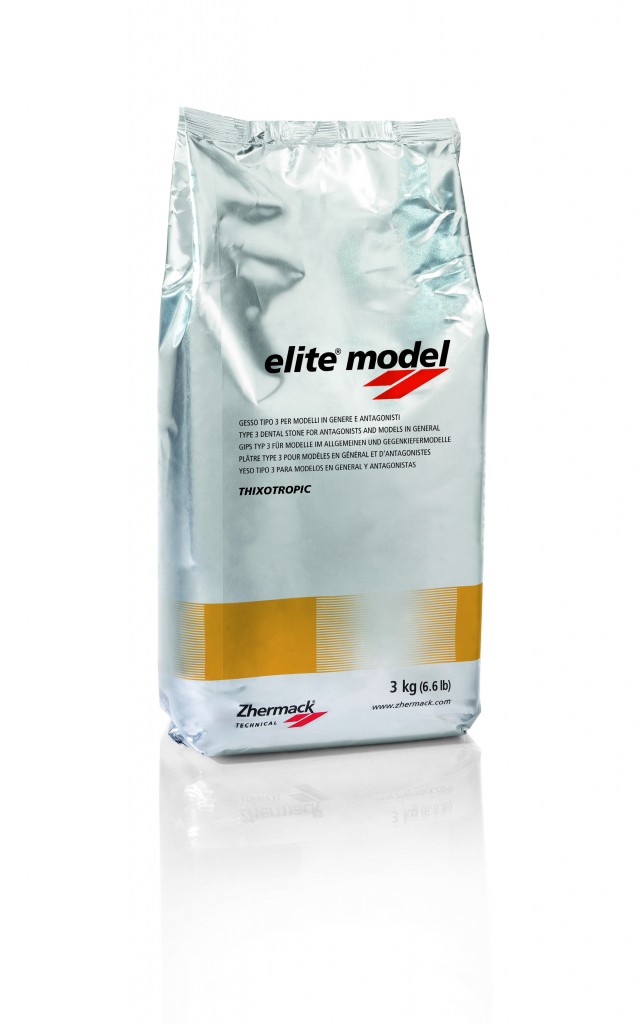 elite® model
GESSO TIPO 3 PER MODELLI IN GENERE E ANTAGONISTI
TYPE 3 DENTAL STONE FOR ANTAGONISTS AND MODELS IN GENERAL
GIPS TYP 3 FÜR MODELLE IM ALLGEMEINEN UND GEGENKIEFERMODELLE
PLÂTRE TYPE 3 POUR MODÈLES EN GÉNÉRAL ET D'ANTAGONISTES
YESO TIPO 3 PARA MODELOS EN GENERAL Y ANTAGONISTAS
THIXOTROPIC
3 kg (6.6 lb)
Zhermack
TECHNICAL
www.zhermack.com